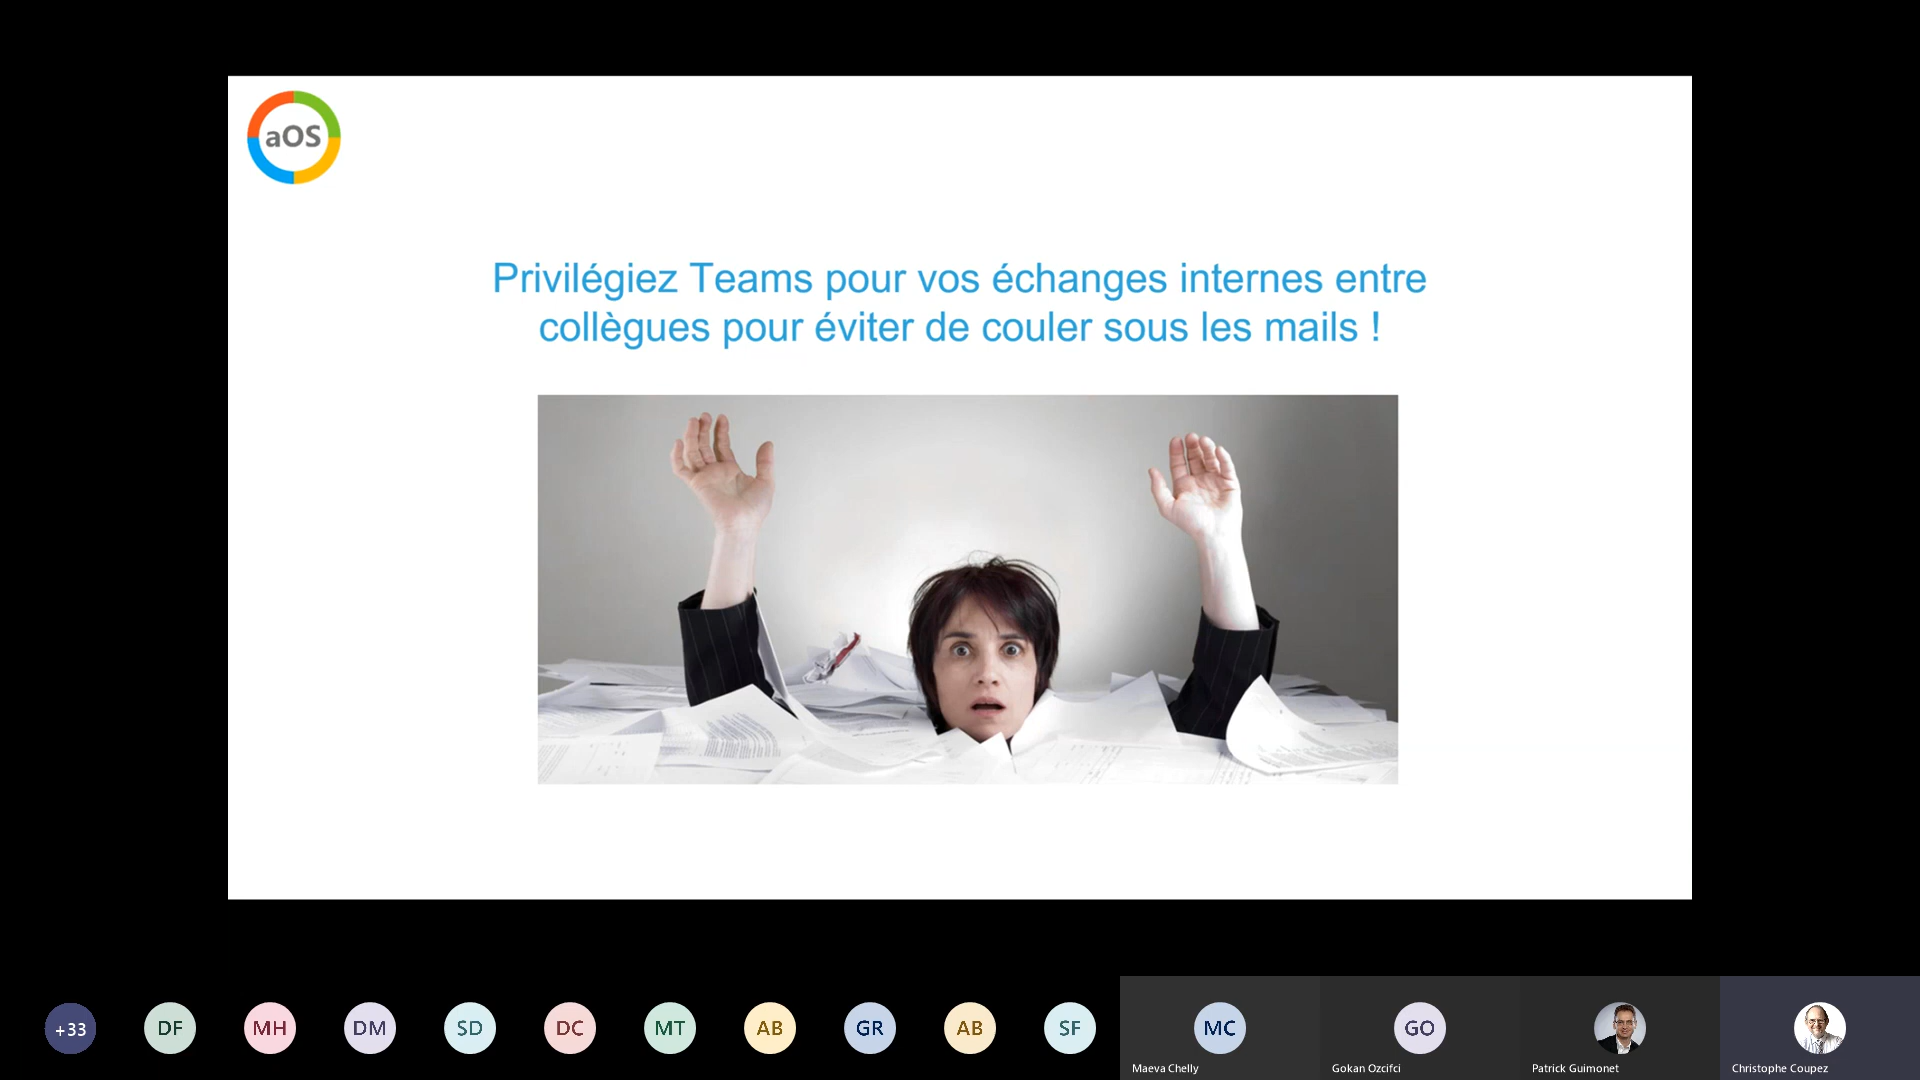 aOS
Privilégiez Teams pour vos échanges internes entre
collègues pour éviter de couler sous les mails !
+33
DF
MH
DM
SD
DC
MT
AB
GR
AB
SF
MC
GO
Maeva Chelly
Gokan Ozcifci
Patrick Guimonet
Christophe Coupez